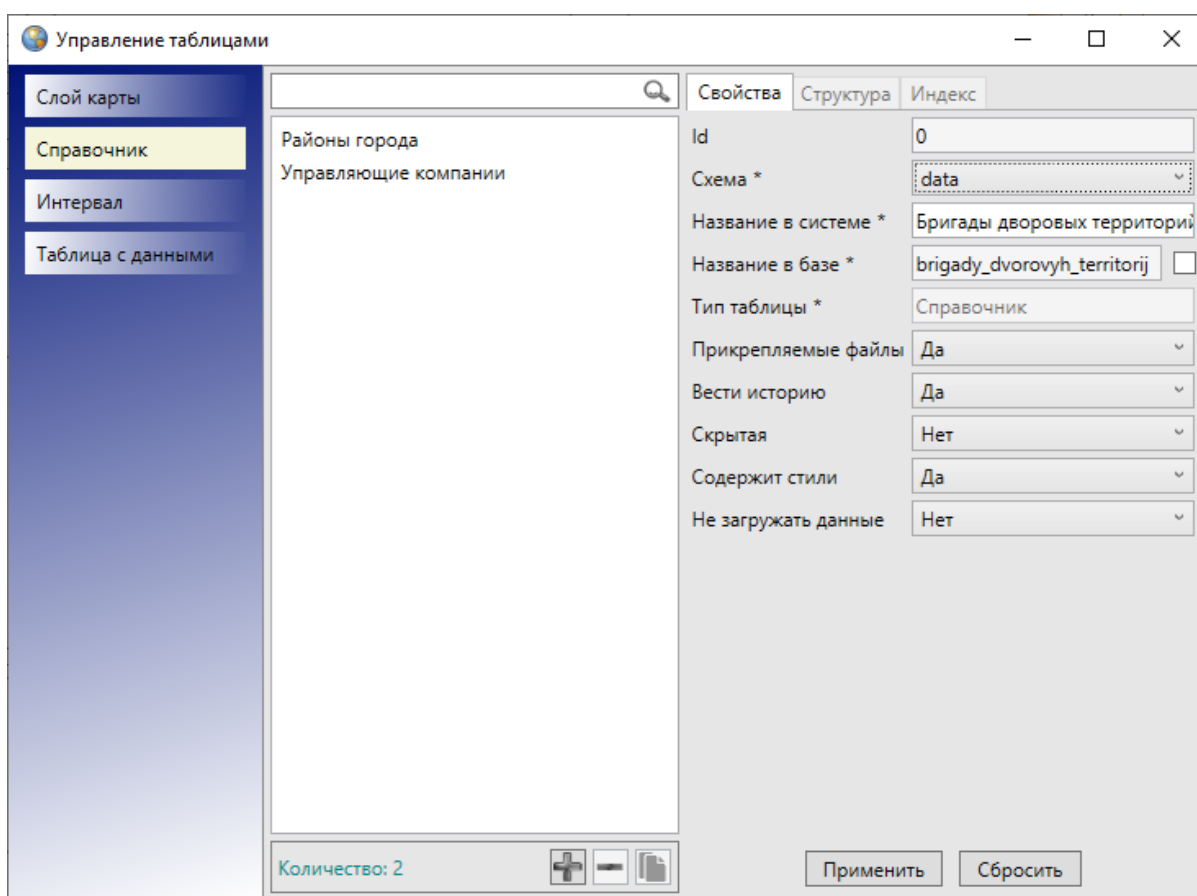 Управление таблицами
Слой карты
Справочник
Интервал
Таблица с данными
Районы города
Управляющие компании
Количество: 2
Свойства Структура Индекс
Id 0
Схема * data
Название в системе * Бригады дворовых территорий
Название в базе * brigady_dvorovyh_territorij
Тип таблицы * Справочник
Прикрепляемые файлы Да
Вести историю Да
Скрытая Нет
Содержит стили Да
Не загружать данные Нет
Применить Сбросить